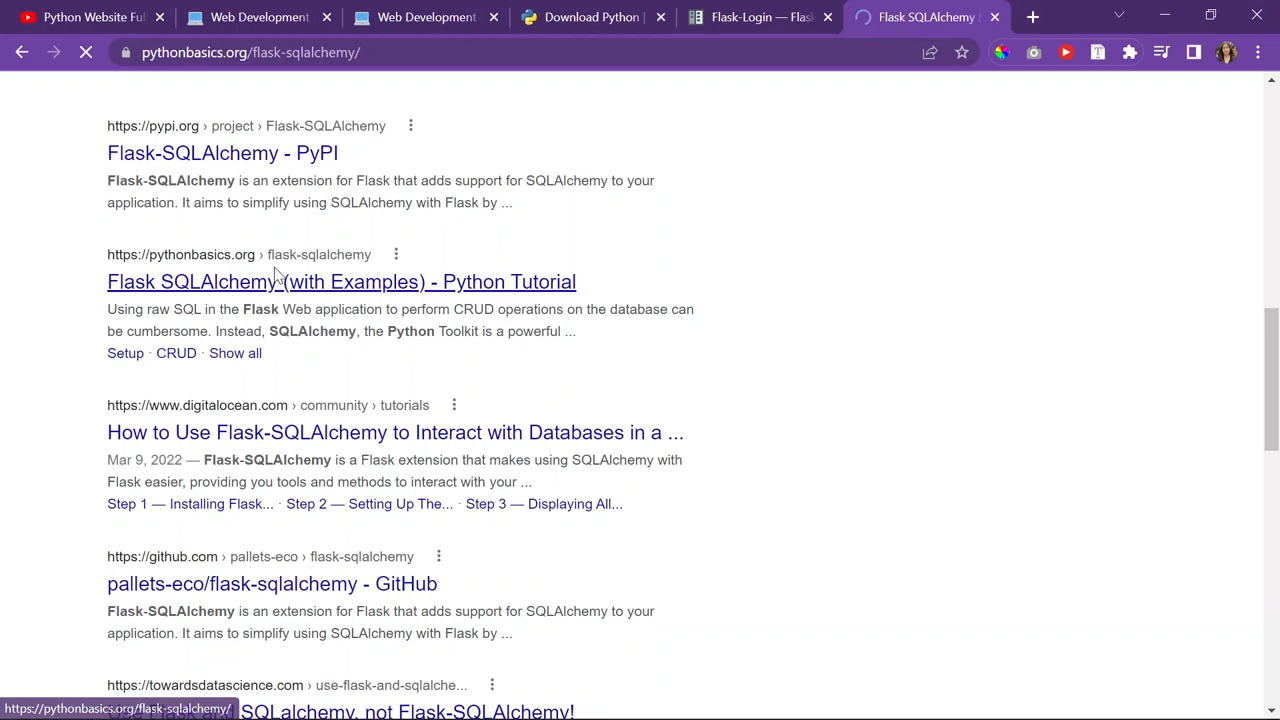 Python Website Ful
Web Development
Web Development
Download Python
Flask-Login — Flask
Flask SQLAlchemy
pythonbasics.org/flask-sqlalchemy/
https://pypi.org › project › Flask-SQLAlchemy
Flask-SQLAlchemy - PyPI
Flask-SQLAlchemy is an extension for Flask that adds support for SQLAlchemy to your
application. It aims to simplify using SQLAlchemy with Flask by ...
https://pythonbasics.org › flask-sqlalchemy
Flask SQLAlchemy (with Examples) - Python Tutorial
Using raw SQL in the Flask Web application to perform CRUD operations on the database can
be cumbersome. Instead, SQLAlchemy, the Python Toolkit is a powerful ...
Setup · CRUD · Show all
https://www.digitalocean.com › community › tutorials
How to Use Flask-SQLAlchemy to Interact with Databases in a ...
Mar 9, 2022 — Flask-SQLAlchemy is a Flask extension that makes using SQLAlchemy with
Flask easier, providing you tools and methods to interact with your ...
Step 1 — Installing Flask... · Step 2 — Setting Up The... · Step 3 — Displaying All...
https://github.com › pallets-eco › flask-sqlalchemy
pallets-eco/flask-sqlalchemy - GitHub
Flask-SQLAlchemy is an extension for Flask that adds support for SQLAlchemy to your
application. It aims to simplify using SQLAlchemy with Flask by ...
https://towardsdatascience.com › use-flask-and-sqlalche...
Use Flask and SQLalchemy, not Flask-SQLAlchemy!
https://pythonbasics.org/flask-sqlalchemy/